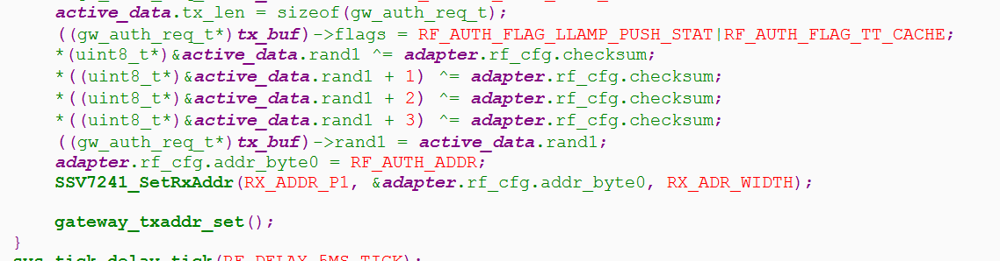 active_data.tx_len = sizeof(gw_auth_req_t);
((gw_auth_req_t*)tx_buf)->flags = RF_AUTH_FLAG_LLAMP_PUSH_STAT|RF_AUTH_FLAG_TT_CACHE;
*(uint8_t*)&active_data.rand1 ^= adapter.rf_cfg.checksum;
*((uint8_t*)&active_data.rand1 + 1) ^= adapter.rf_cfg.checksum;
*((uint8_t*)&active_data.rand1 + 2) ^= adapter.rf_cfg.checksum;
*((uint8_t*)&active_data.rand1 + 3) ^= adapter.rf_cfg.checksum;
((gw_auth_req_t*)tx_buf)->rand1 = active_data.rand1;
adapter.rf_cfg.addr_byte0 = RF_AUTH_ADDR;
SSV7241_SetRxAddr(RX_ADDR_P1, &adapter.rf_cfg.addr_byte0, RX_ADR_WIDTH);
gateway_txaddr_set();
}
sys_tick_delay_tick(RF_DELAY_5MS_TICK);